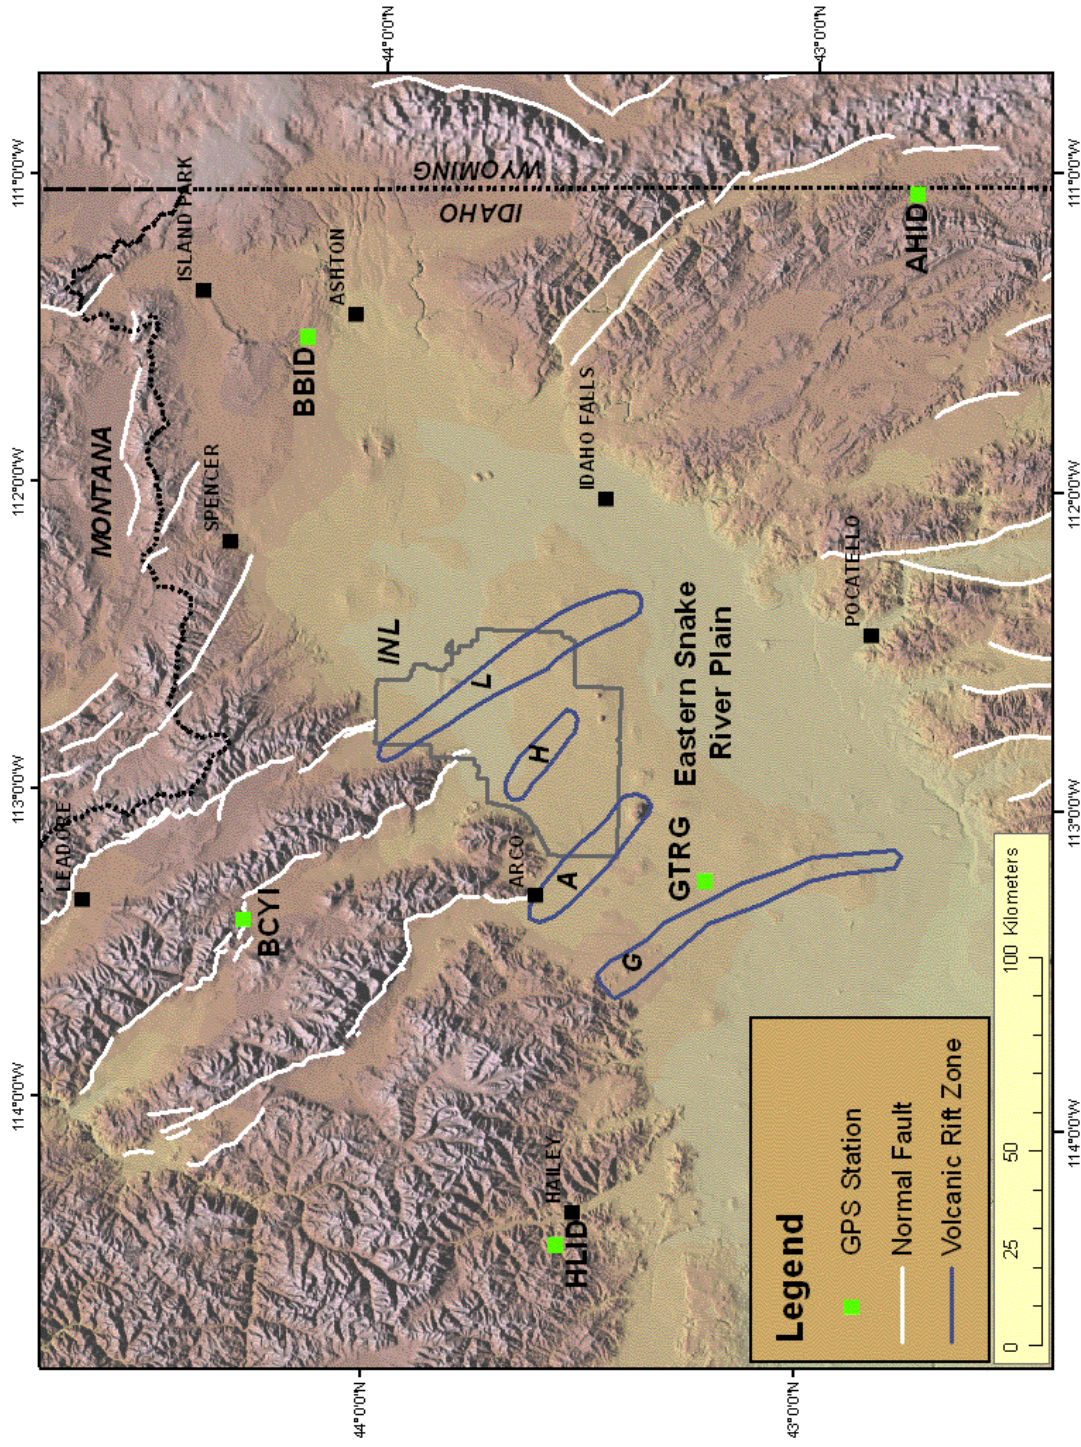 114°0'0"W
113°0'0"W
112°0'0"W
111°0'0"W
LEADORE
MONTANA
ISLAND PARK
SPENCER
BCYI
BBID
ASHTON
44°0'0"N
44°0'0"N
INL
WYOMING
IDAHO
L
ARCO
H
HAILEY
HLID
A
IDAHO FALLS
G
GTRG
Eastern Snake
River Plain
43°0'0"N
43°0'0"N
POCATELLO
AHID
Legend
GPS Station
Normal Fault
Volcanic Rift Zone
0
25
50
100 Kilometers
114°0'0"W
113°0'0"W
112°0'0"W
111°0'0"W